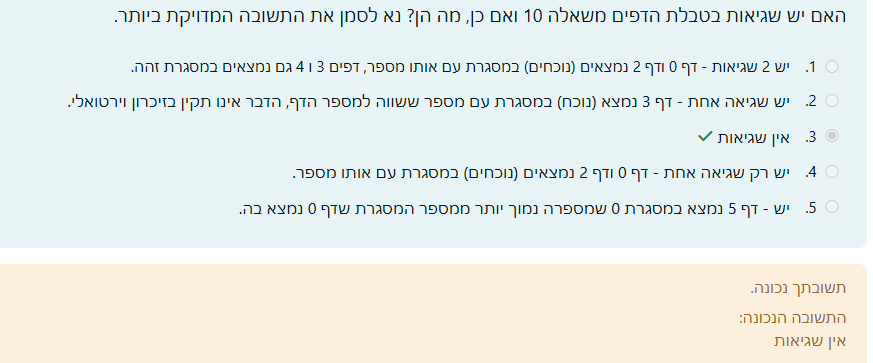 האם יש שגיאות בטבלת הדפים משאלה 10 ואם כן, מה הן? נא לסמן את התשובה המדויקת ביותר.
1. יש 2 שגיאות - דף 0 ודף 2 נמצאים (נוכחים) במסגרת עם אותו מספר, דפים 3 ו 4 גם נמצאים במסגרת זהה.
2. יש שגיאה אחת - דף 3 נמצא (נוכח) במסגרת עם מספר ששווה למספר הדף, הדבר אינו תקין בזיכרון וירטואלי.
3. אין שגיאות
4. יש רק שגיאה אחת - דף 0 ודף 2 נמצאים (נוכחים) במסגרת עם אותו מספר.
5. יש - דף 5 נמצא במסגרת 0 שמספרה נמוך יותר ממספר המסגרת שדף 0 נמצא בה.
תשובתך נכונה.
התשובה הנכונה:
אין שגיאות